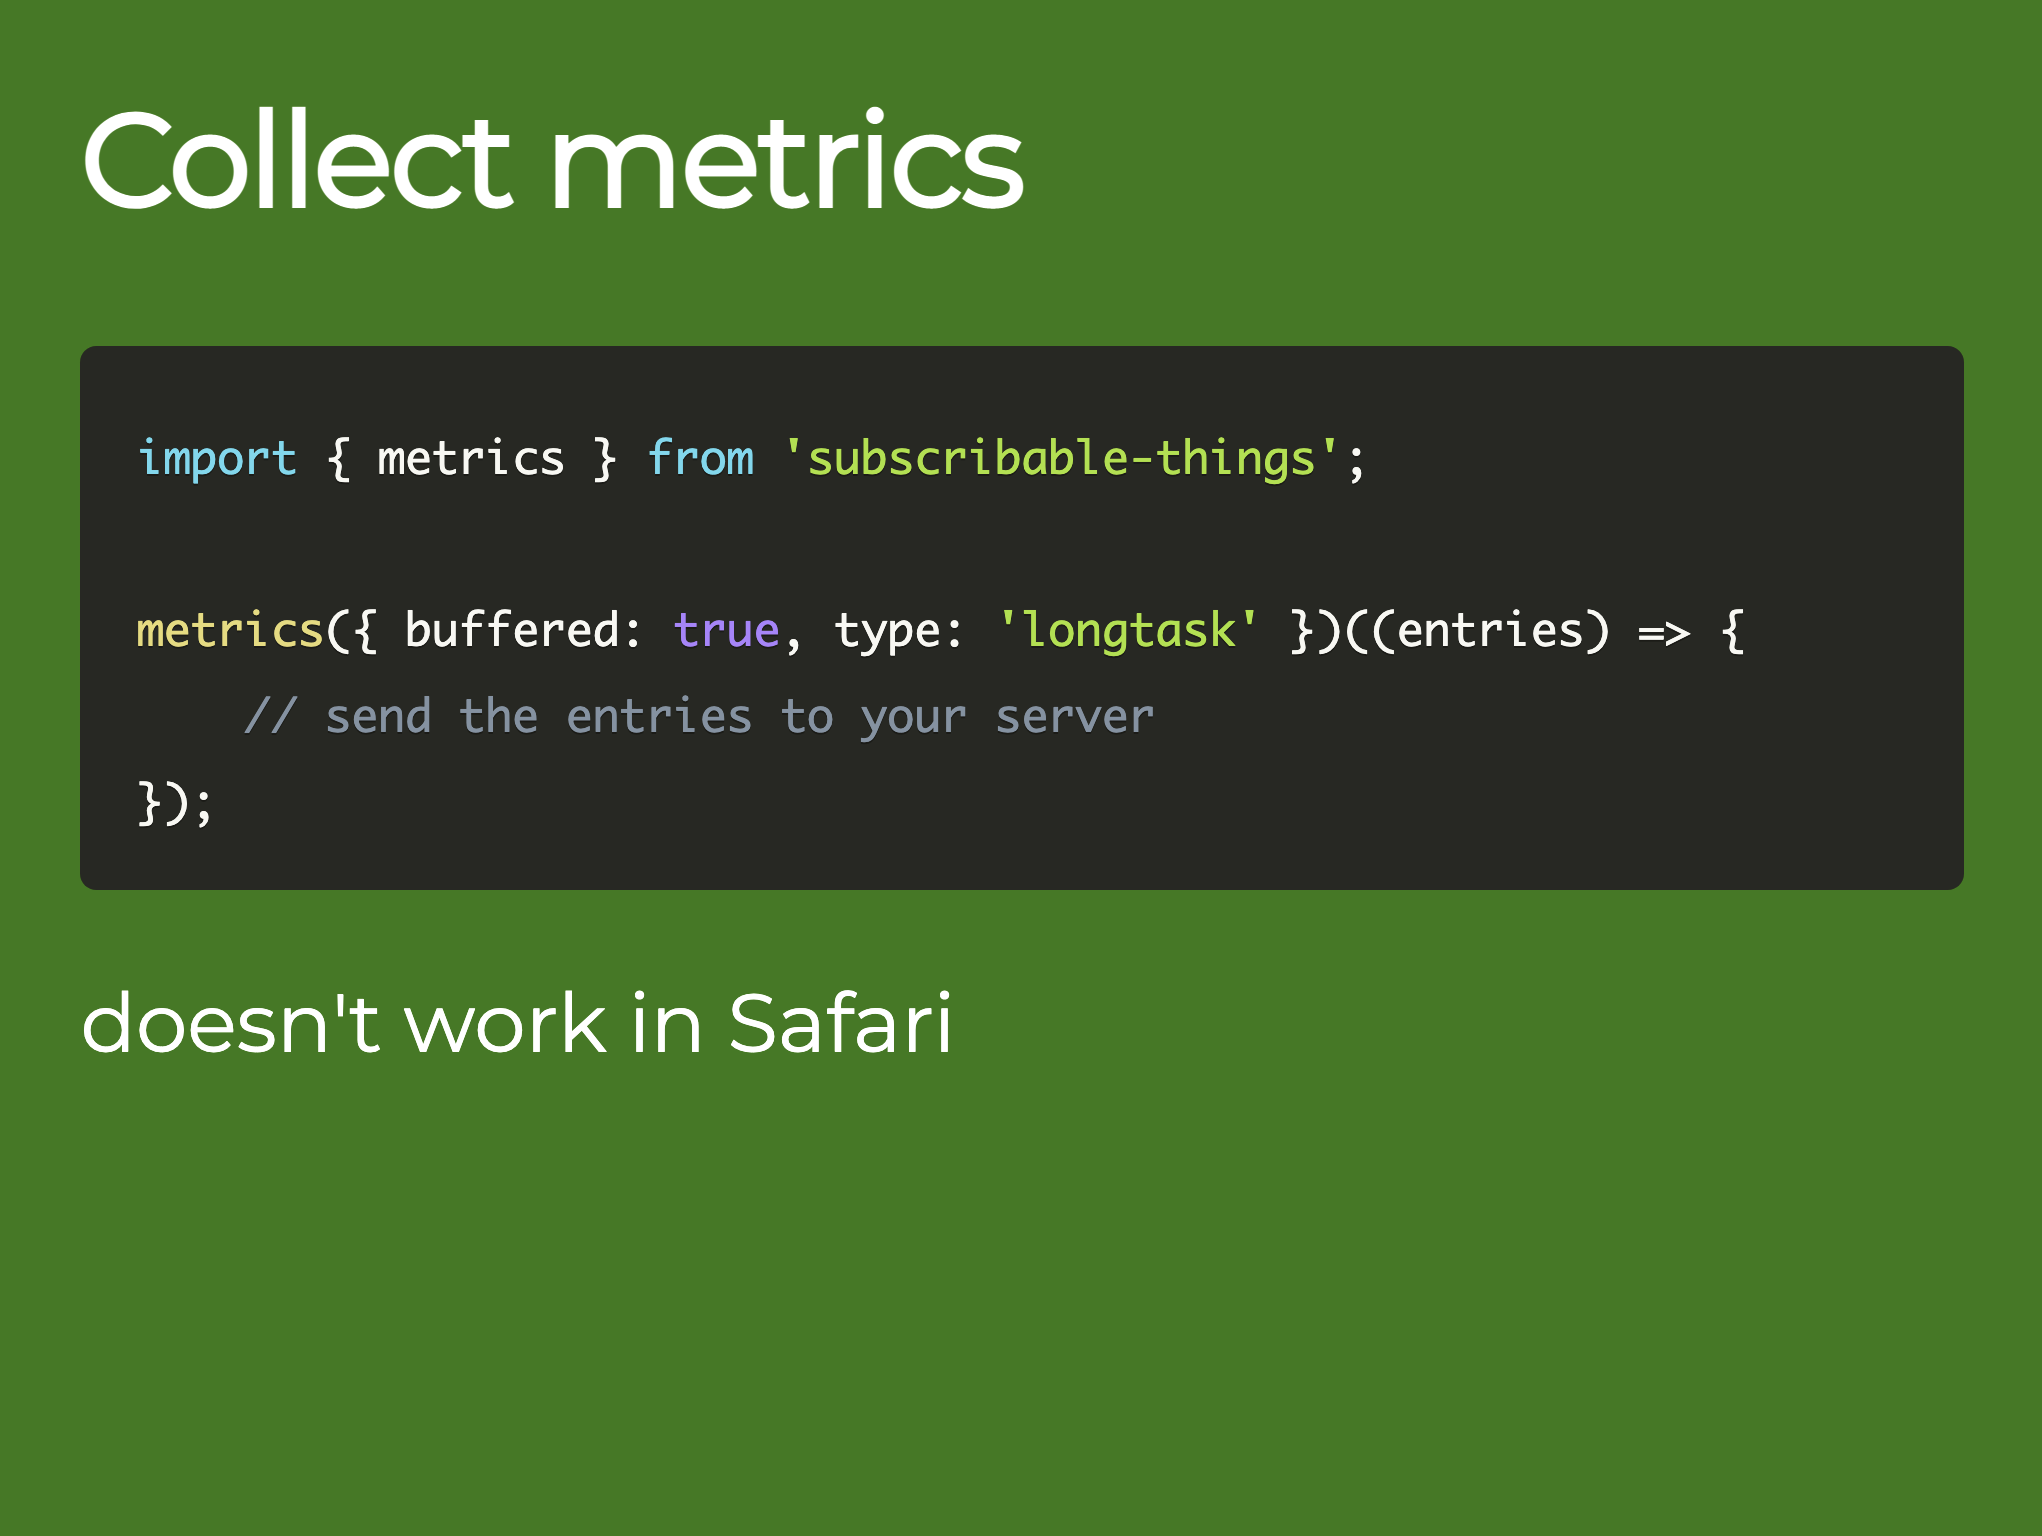 Collect metrics
import { metrics } from 'subscribable-things';
metrics({ buffered: true, type: 'longtask' })((entries) => {
    // send the entries to your server
});
doesn't work in Safari